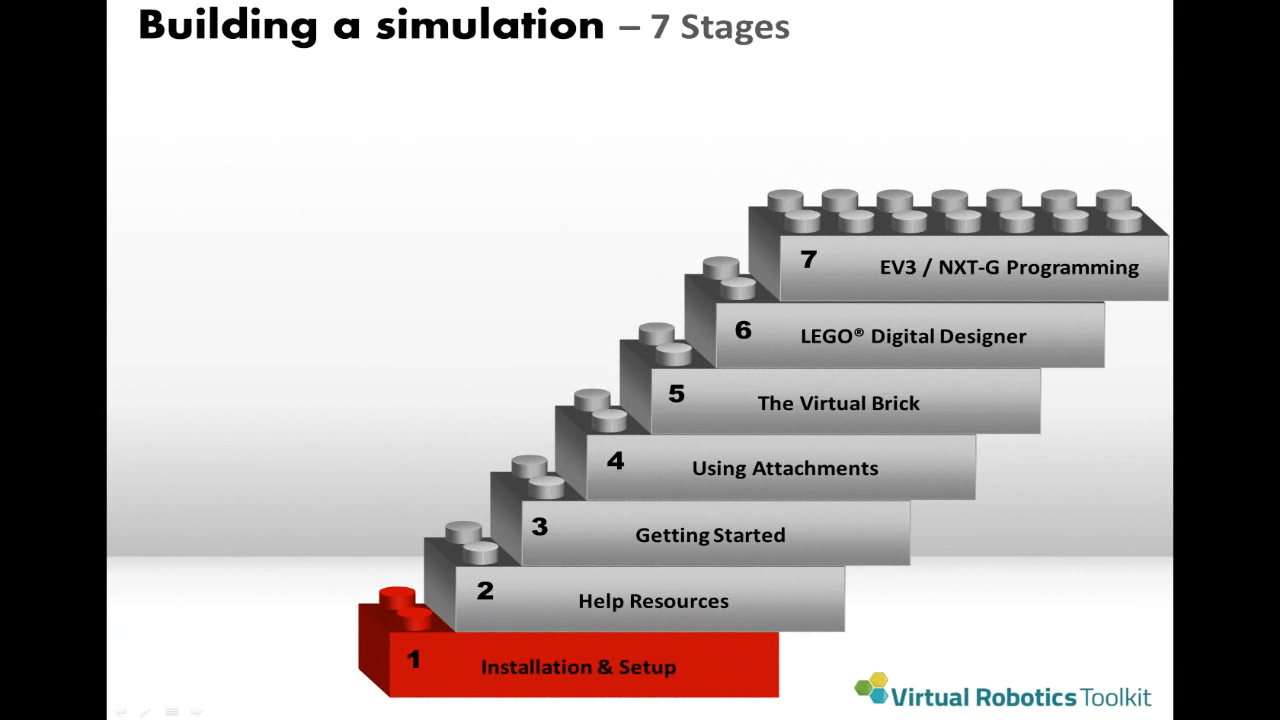 Building a simulation – 7 Stages
7 EV3 / NXT-G Programming
6 LEGO® Digital Designer
5 The Virtual Brick
4 Using Attachments
3 Getting Started
2 Help Resources
1 Installation & Setup
Virtual Robotics Toolkit